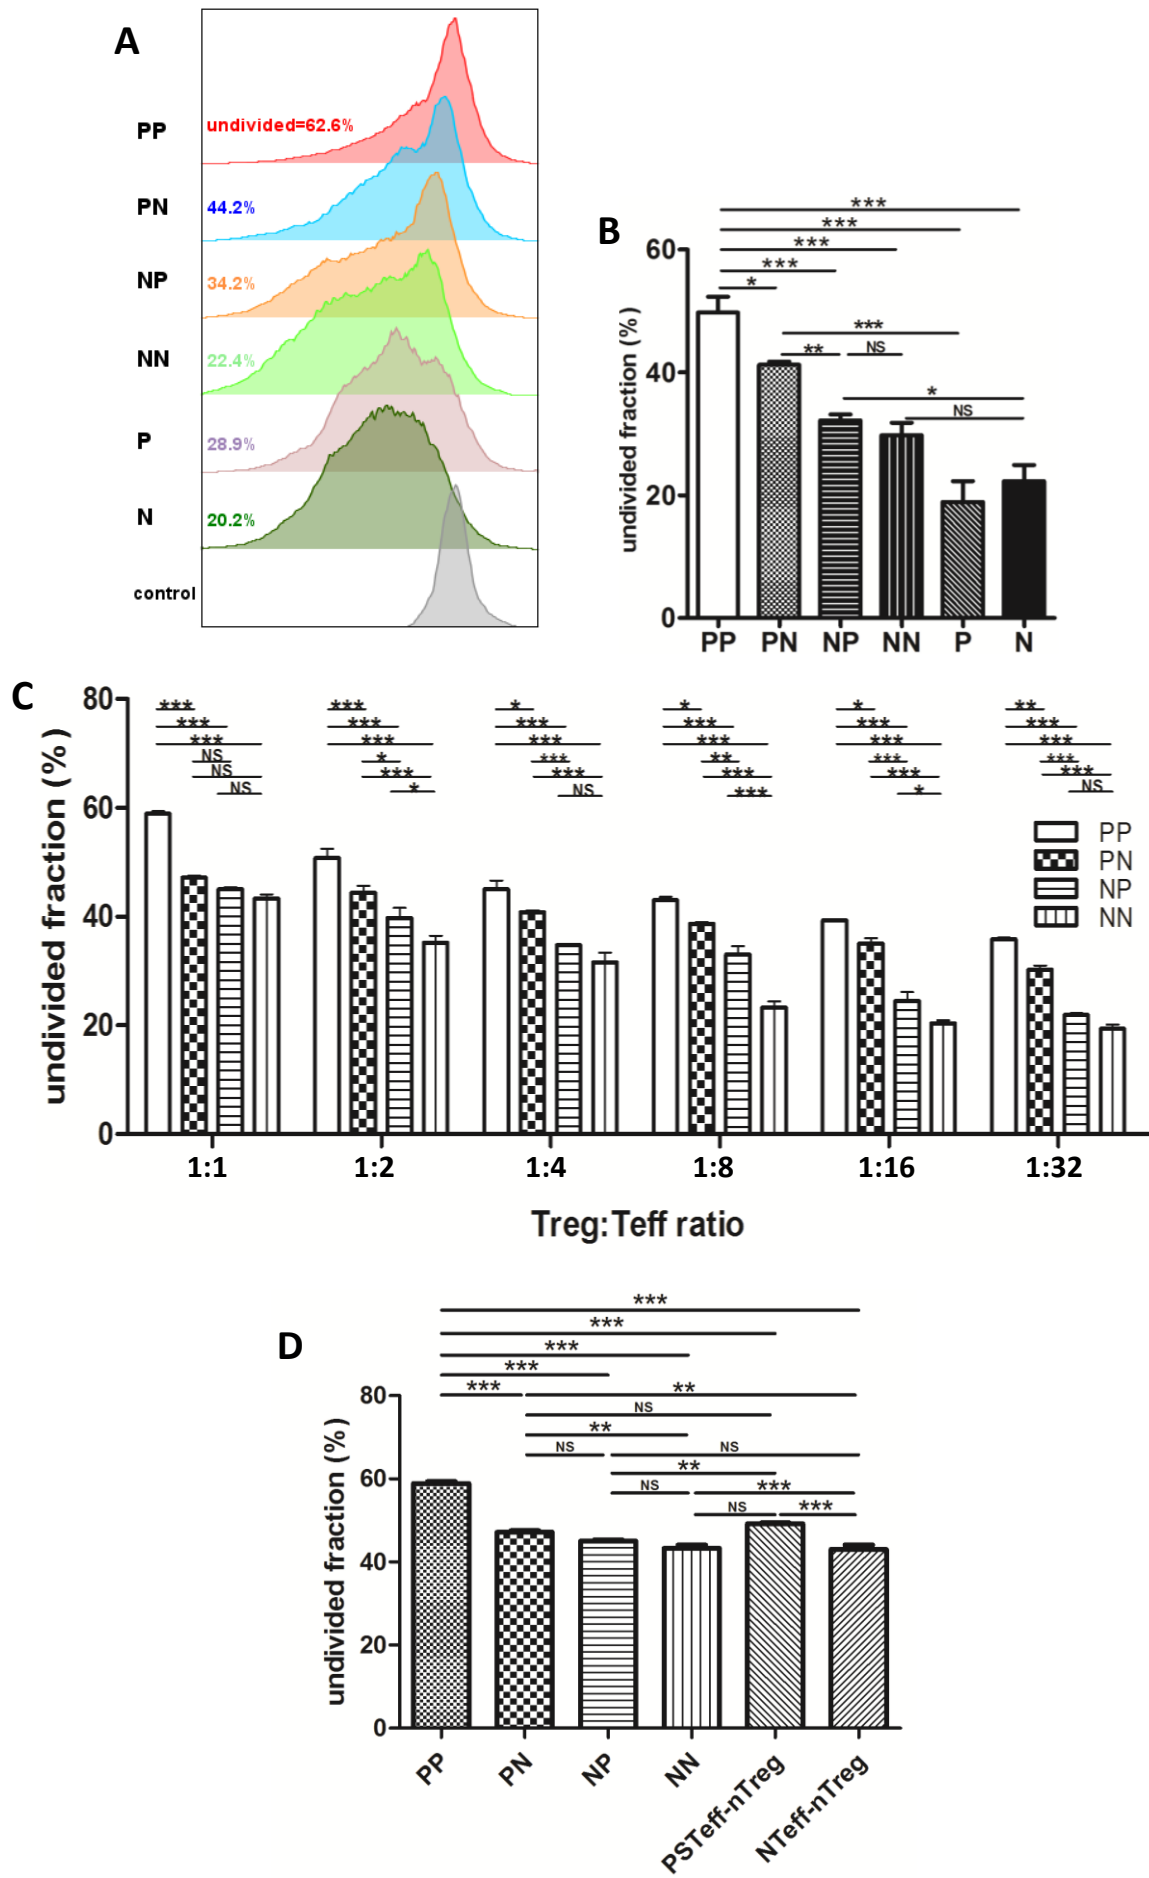 A
PP
undivided=62.6%
PN
44.2%
NP
34.2%
NN
22.4%
P
28.9%
N
20.2%
control
B
undivided fraction (%)
60
40
20
0
***
***
***
***
*
***
** NS
*
NS
PP PN NP NN P N
C
undivided fraction (%)
80
60
40
20
0
*** *** * * * **
*** *** *** *** *** ***
*** *** *** *** *** ***
NS * *** ** *** ***
NS *** *** *** *** ***
NS * NS *** * NS
PP
PN
NP
NN
1:1 1:2 1:4 1:8 1:16 1:32
Treg:Teff ratio
D
undivided fraction (%)
80
60
40
20
0
***
***
***
***
*** **
NS
**
NS NS
**
NS ***
NS ***
PP PN NP NN PSTeff-nTreg NTeff-nTreg